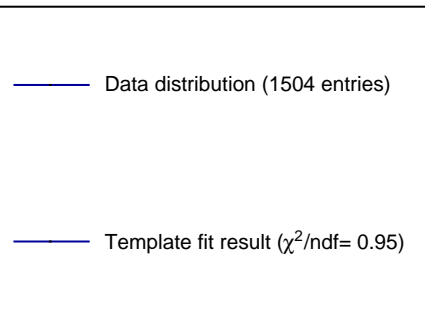 Data distribution (1504 entries)
Template fit result (χ²/ndf= 0.95)